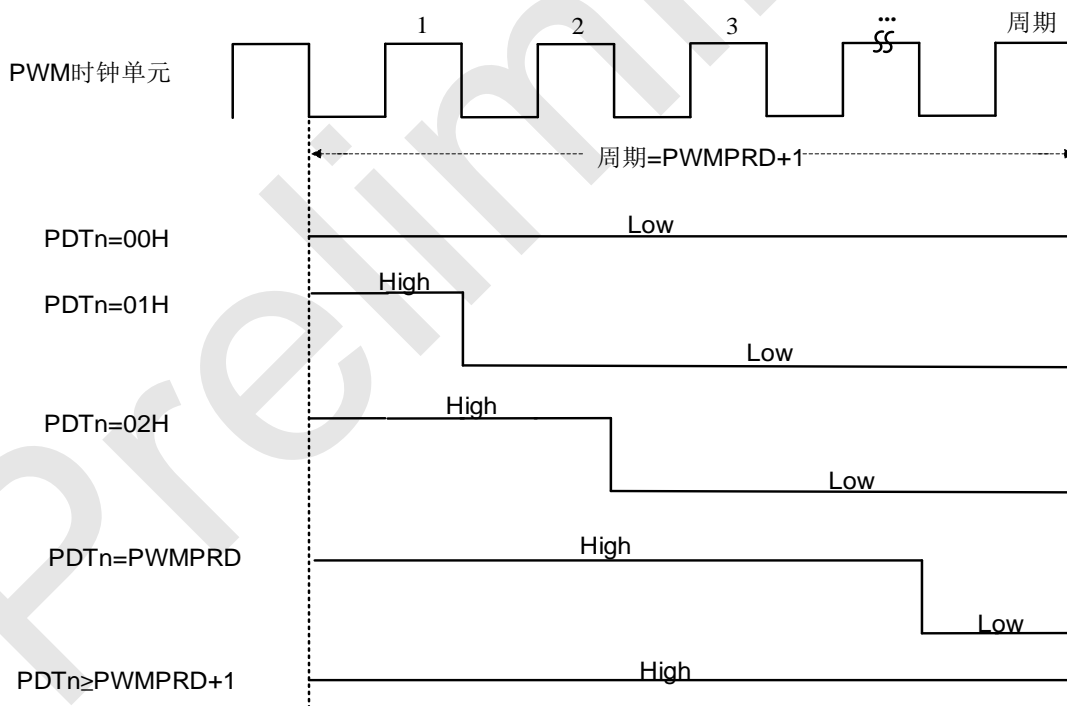 1 2 3 ... 周期
PWM时钟单元
周期=PWMPRD+1
PDTn=00H Low
PDTn=01H High
Low
PDTn=02H High
Low
PDTn=PWMPRD High
Low
PDTn≥PWMPRD+1 High